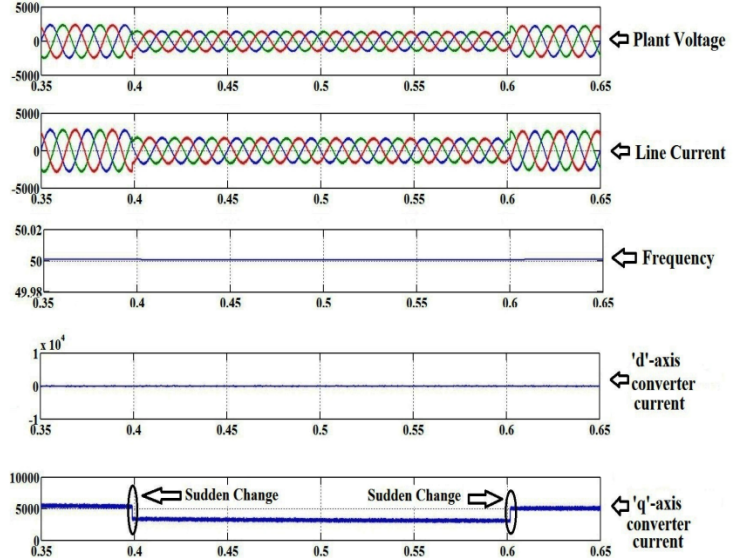 5000
0
-5000
0.35 0.4 0.45 0.5 0.55 0.6 0.65
Plant Voltage
5000
0
-5000
0.35 0.4 0.45 0.5 0.55 0.6 0.65
Line Current
50.02
50
49.98
0.35 0.4 0.45 0.5 0.55 0.6 0.65
Frequency
x 10^4
1
0
-1
0.35 0.4 0.45 0.5 0.55 0.6 0.65
'd'-axis
converter
current
10000
5000
0
0.35 0.4 0.45 0.5 0.55 0.6 0.65
Sudden Change
Sudden Change
'q'-axis
converter
current